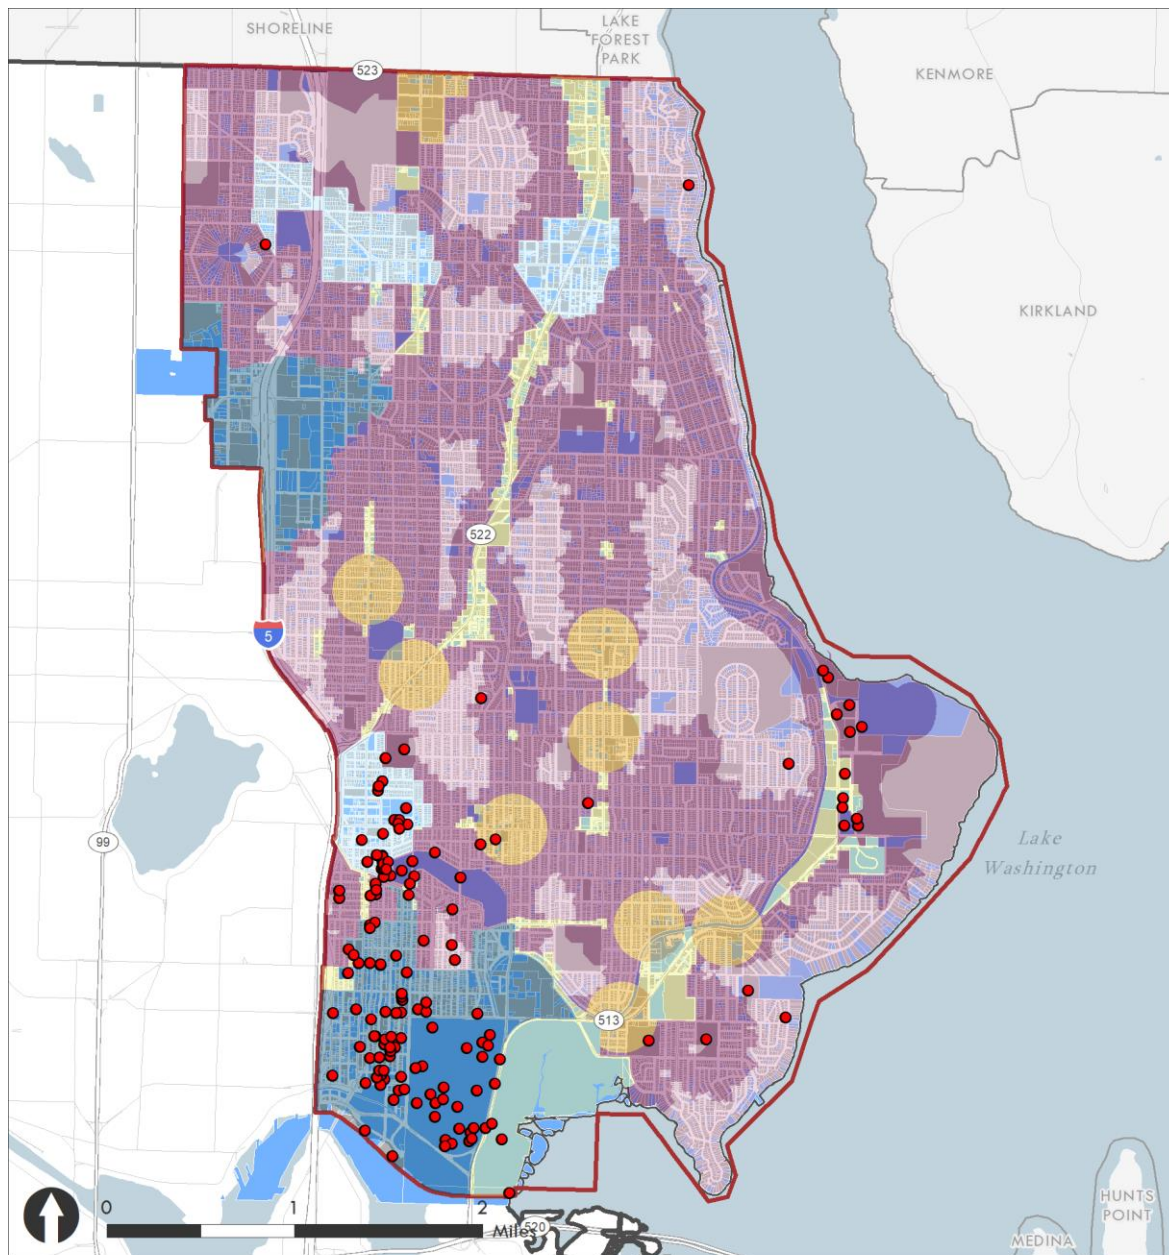 SHORELINE
LAKE
FOREST
PARK
523
KENMORE
KIRKLAND
522
5
99
Lake
Washington
513
0
1
2
Miles
520
HUNTS
POINT
MEDINA